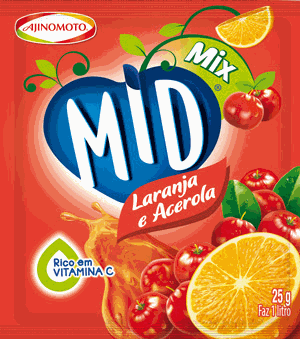 AJINOMOTO
Mix
®
MID
Laranja
e Acerola
Rico em
VITAMINA C
25 g
Faz 1 litro